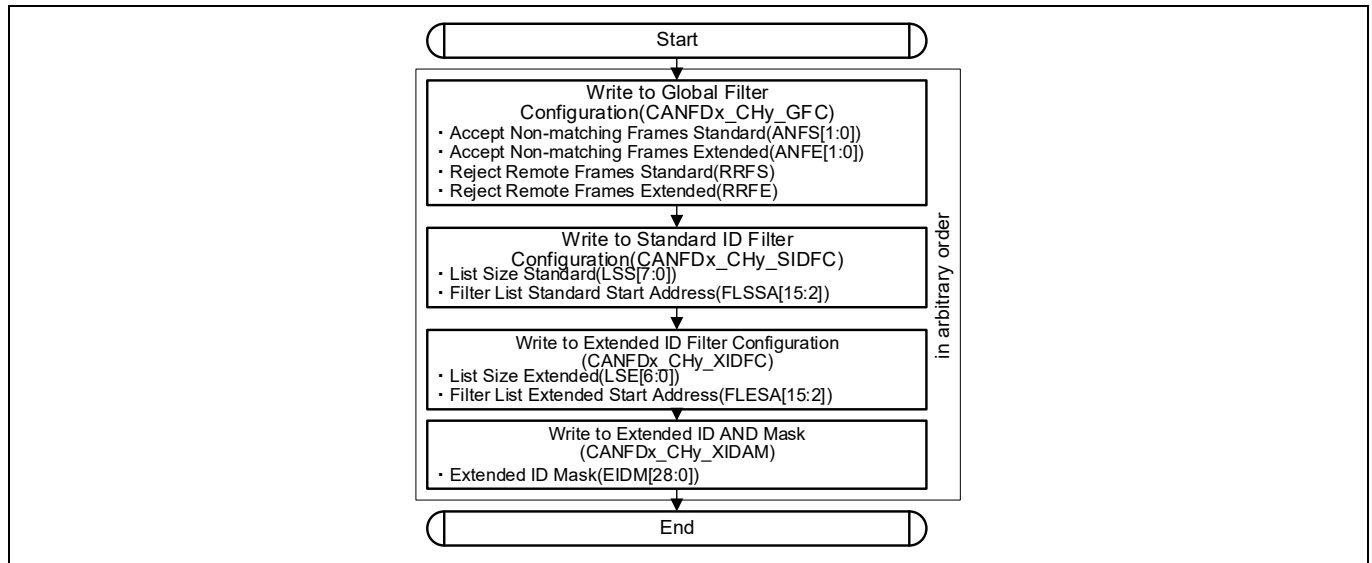 Start
Write to Global Filter
Configuration(CANFDx_CHy_GFC)
・Accept Non-matching Frames Standard(ANFS[1:0])
・Accept Non-matching Frames Extended(ANFE[1:0])
・Reject Remote Frames Standard(RRFS)
・Reject Remote Frames Extended(RRFE)
Write to Standard ID Filter
Configuration(CANFDx_CHy_SIDFC)
・List Size Standard(LSS[7:0])
・Filter List Standard Start Address(FLSSA[15:2])
Write to Extended ID Filter Configuration
(CANFDx_CHy_XIDFC)
・List Size Extended(LSE[6:0])
・Filter List Extended Start Address(FLESA[15:2])
Write to Extended ID AND Mask
(CANFDx_CHy_XIDAM)
・Extended ID Mask(EIDM[28:0])
in arbitrary order
End